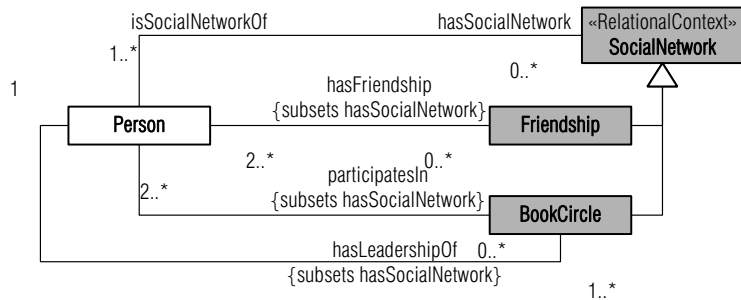 isSocialNetworkOf
hasSocialNetwork
«RelationalContext»
SocialNetwork
1..*
0..*
1
hasFriendship
{subsets hasSocialNetwork}
Person
Friendship
2..*
0..*
participatesIn
{subsets hasSocialNetwork}
2..*
BookCircle
hasLeadershipOf
0..*
{subsets hasSocialNetwork}
1..*